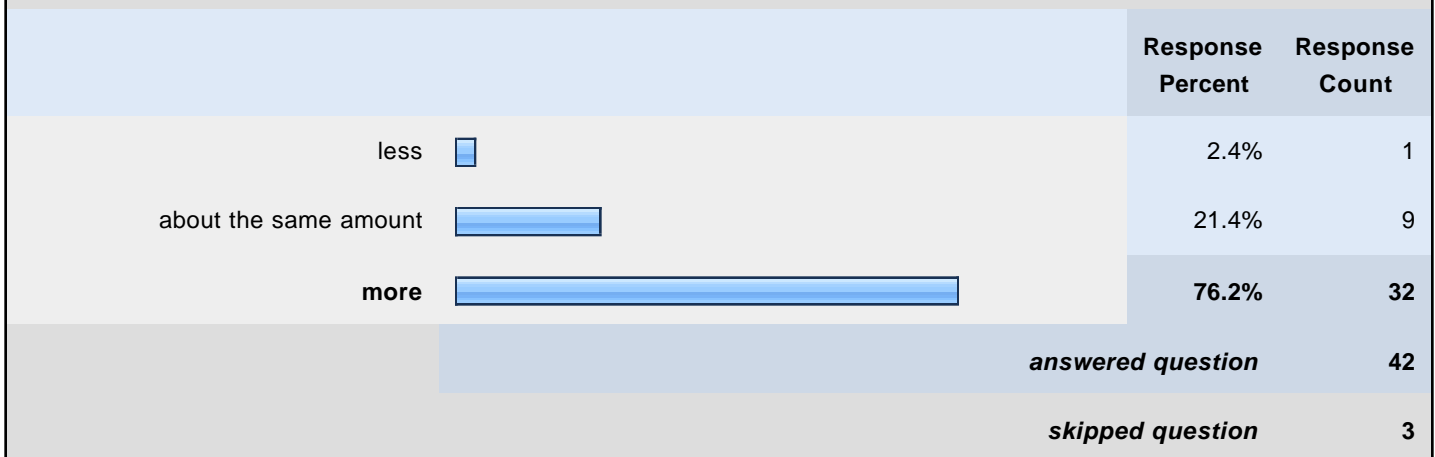 Response Percent Response Count
less 2.4% 1
about the same amount 21.4% 9
more 76.2% 32
answered question 42
skipped question 3